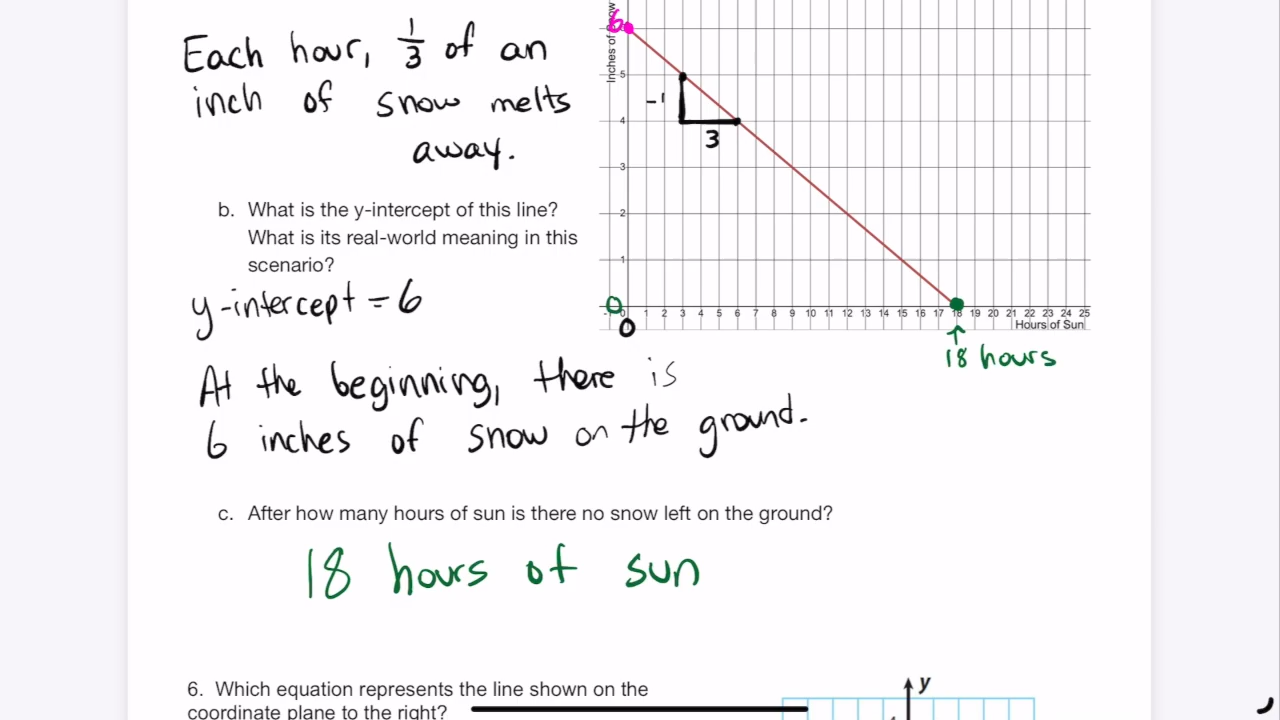 Each hour, 1/3 of an
inch of snow melts
away.
6
Inches of Snow
5
4
3
2
1
-1
3
b. What is the y-intercept of this line?
What is its real-world meaning in this
scenario?
y-intercept = 6
0
-1 0 1 2 3 4 5 6 7 8 9 10 11 12 13 14 15 16 17 18 19 20 21 22 23 24 25
Hours of Sun
0
↑
18 hours
At the beginning, there is
6 inches of snow on the ground.
c. After how many hours of sun is there no snow left on the ground?
18 hours of sun
6. Which equation represents the line shown on the
coordinate plane to the right?
y